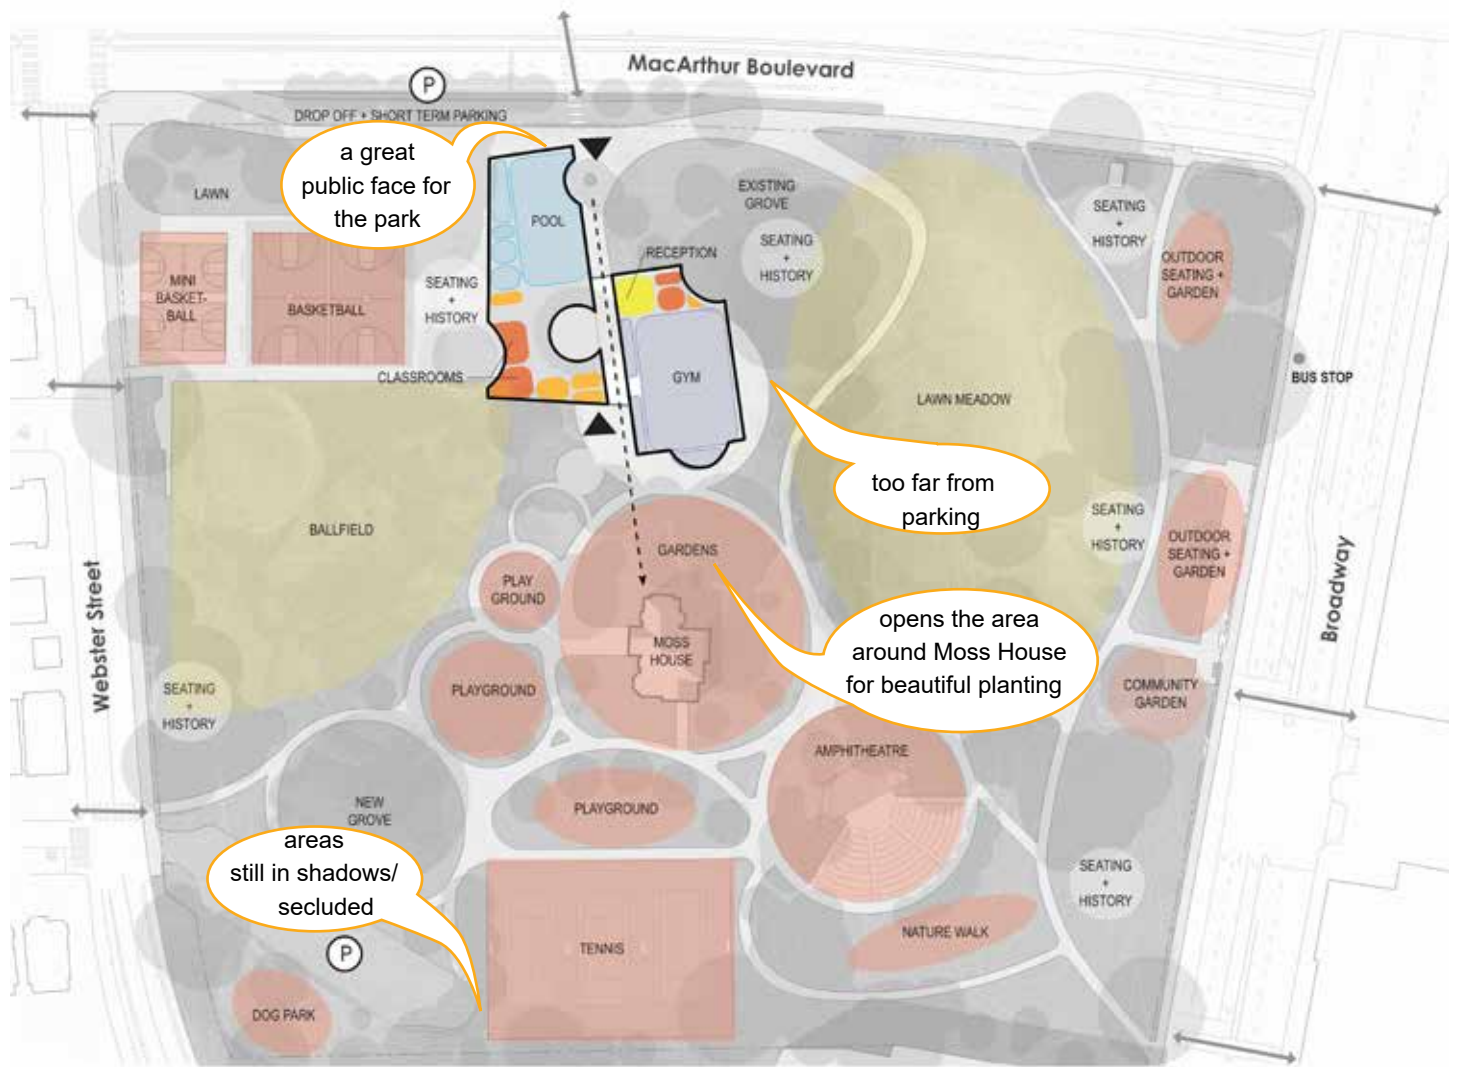 MacArthur Boulevard
P
DROP OFF + SHORT TERM PARKING
a great
public face for
the park
LAWN
POOL
EXISTING
GROVE
SEATING
+
HISTORY
RECEPTION
SEATING
+
HISTORY
OUTDOOR
SEATING +
GARDEN
MINI
BASKET-
BALL
BASKETBALL
SEATING
+
HISTORY
CLASSROOMS
GYM
LAWN MEADOW
BUS STOP
too far from
parking
BALLFIELD
SEATING
+
HISTORY
OUTDOOR
SEATING +
GARDEN
GARDENS
PLAY
GROUND
Webster Street
Broadway
MOSS
HOUSE
opens the area
around Moss House
for beautiful planting
SEATING
+
HISTORY
PLAYGROUND
COMMUNITY
GARDEN
AMPHITHEATRE
NEW
GROVE
PLAYGROUND
areas
still in shadows/
secluded
SEATING
+
HISTORY
P
TENNIS
NATURE WALK
DOG PARK